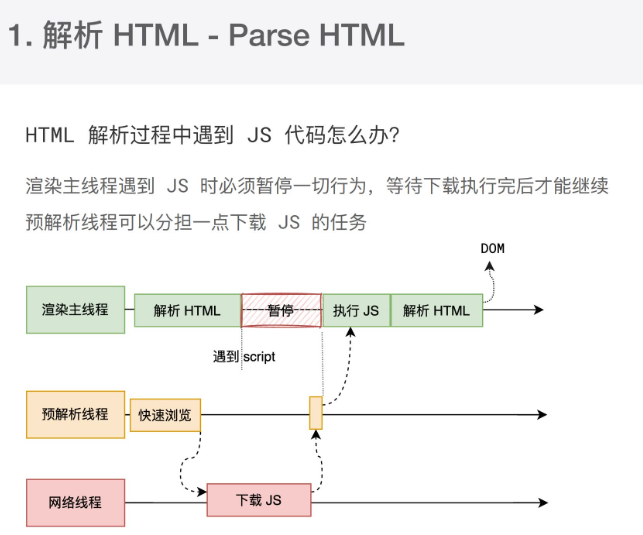 1. 解析 HTML - Parse HTML
HTML 解析过程中遇到 JS 代码怎么办?
渲染主线程遇到 JS 时必须暂停一切行为，等待下载执行完后才能继续
预解析线程可以分担一点下载 JS 的任务
DOM
渲染主线程
解析 HTML
暂停
执行 JS
解析 HTML
遇到 script
预解析线程
快速浏览
网络线程
下载 JS